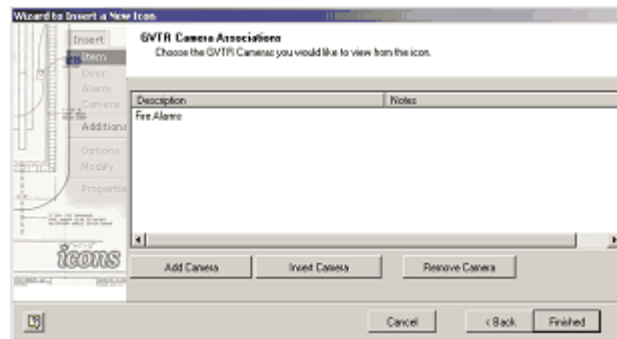 Wizard to Insert a New Icon
Insert
Item
Door
Alarm
Camera
Additions
Options
Modify
Properties
icons
GVTR Camera Associations
Choose the GVTR Cameras you would like to view from the icon.
Description Notes
Fire Alarms
Add Camera Insert Camera Remove Camera
Cancel < Back Finished